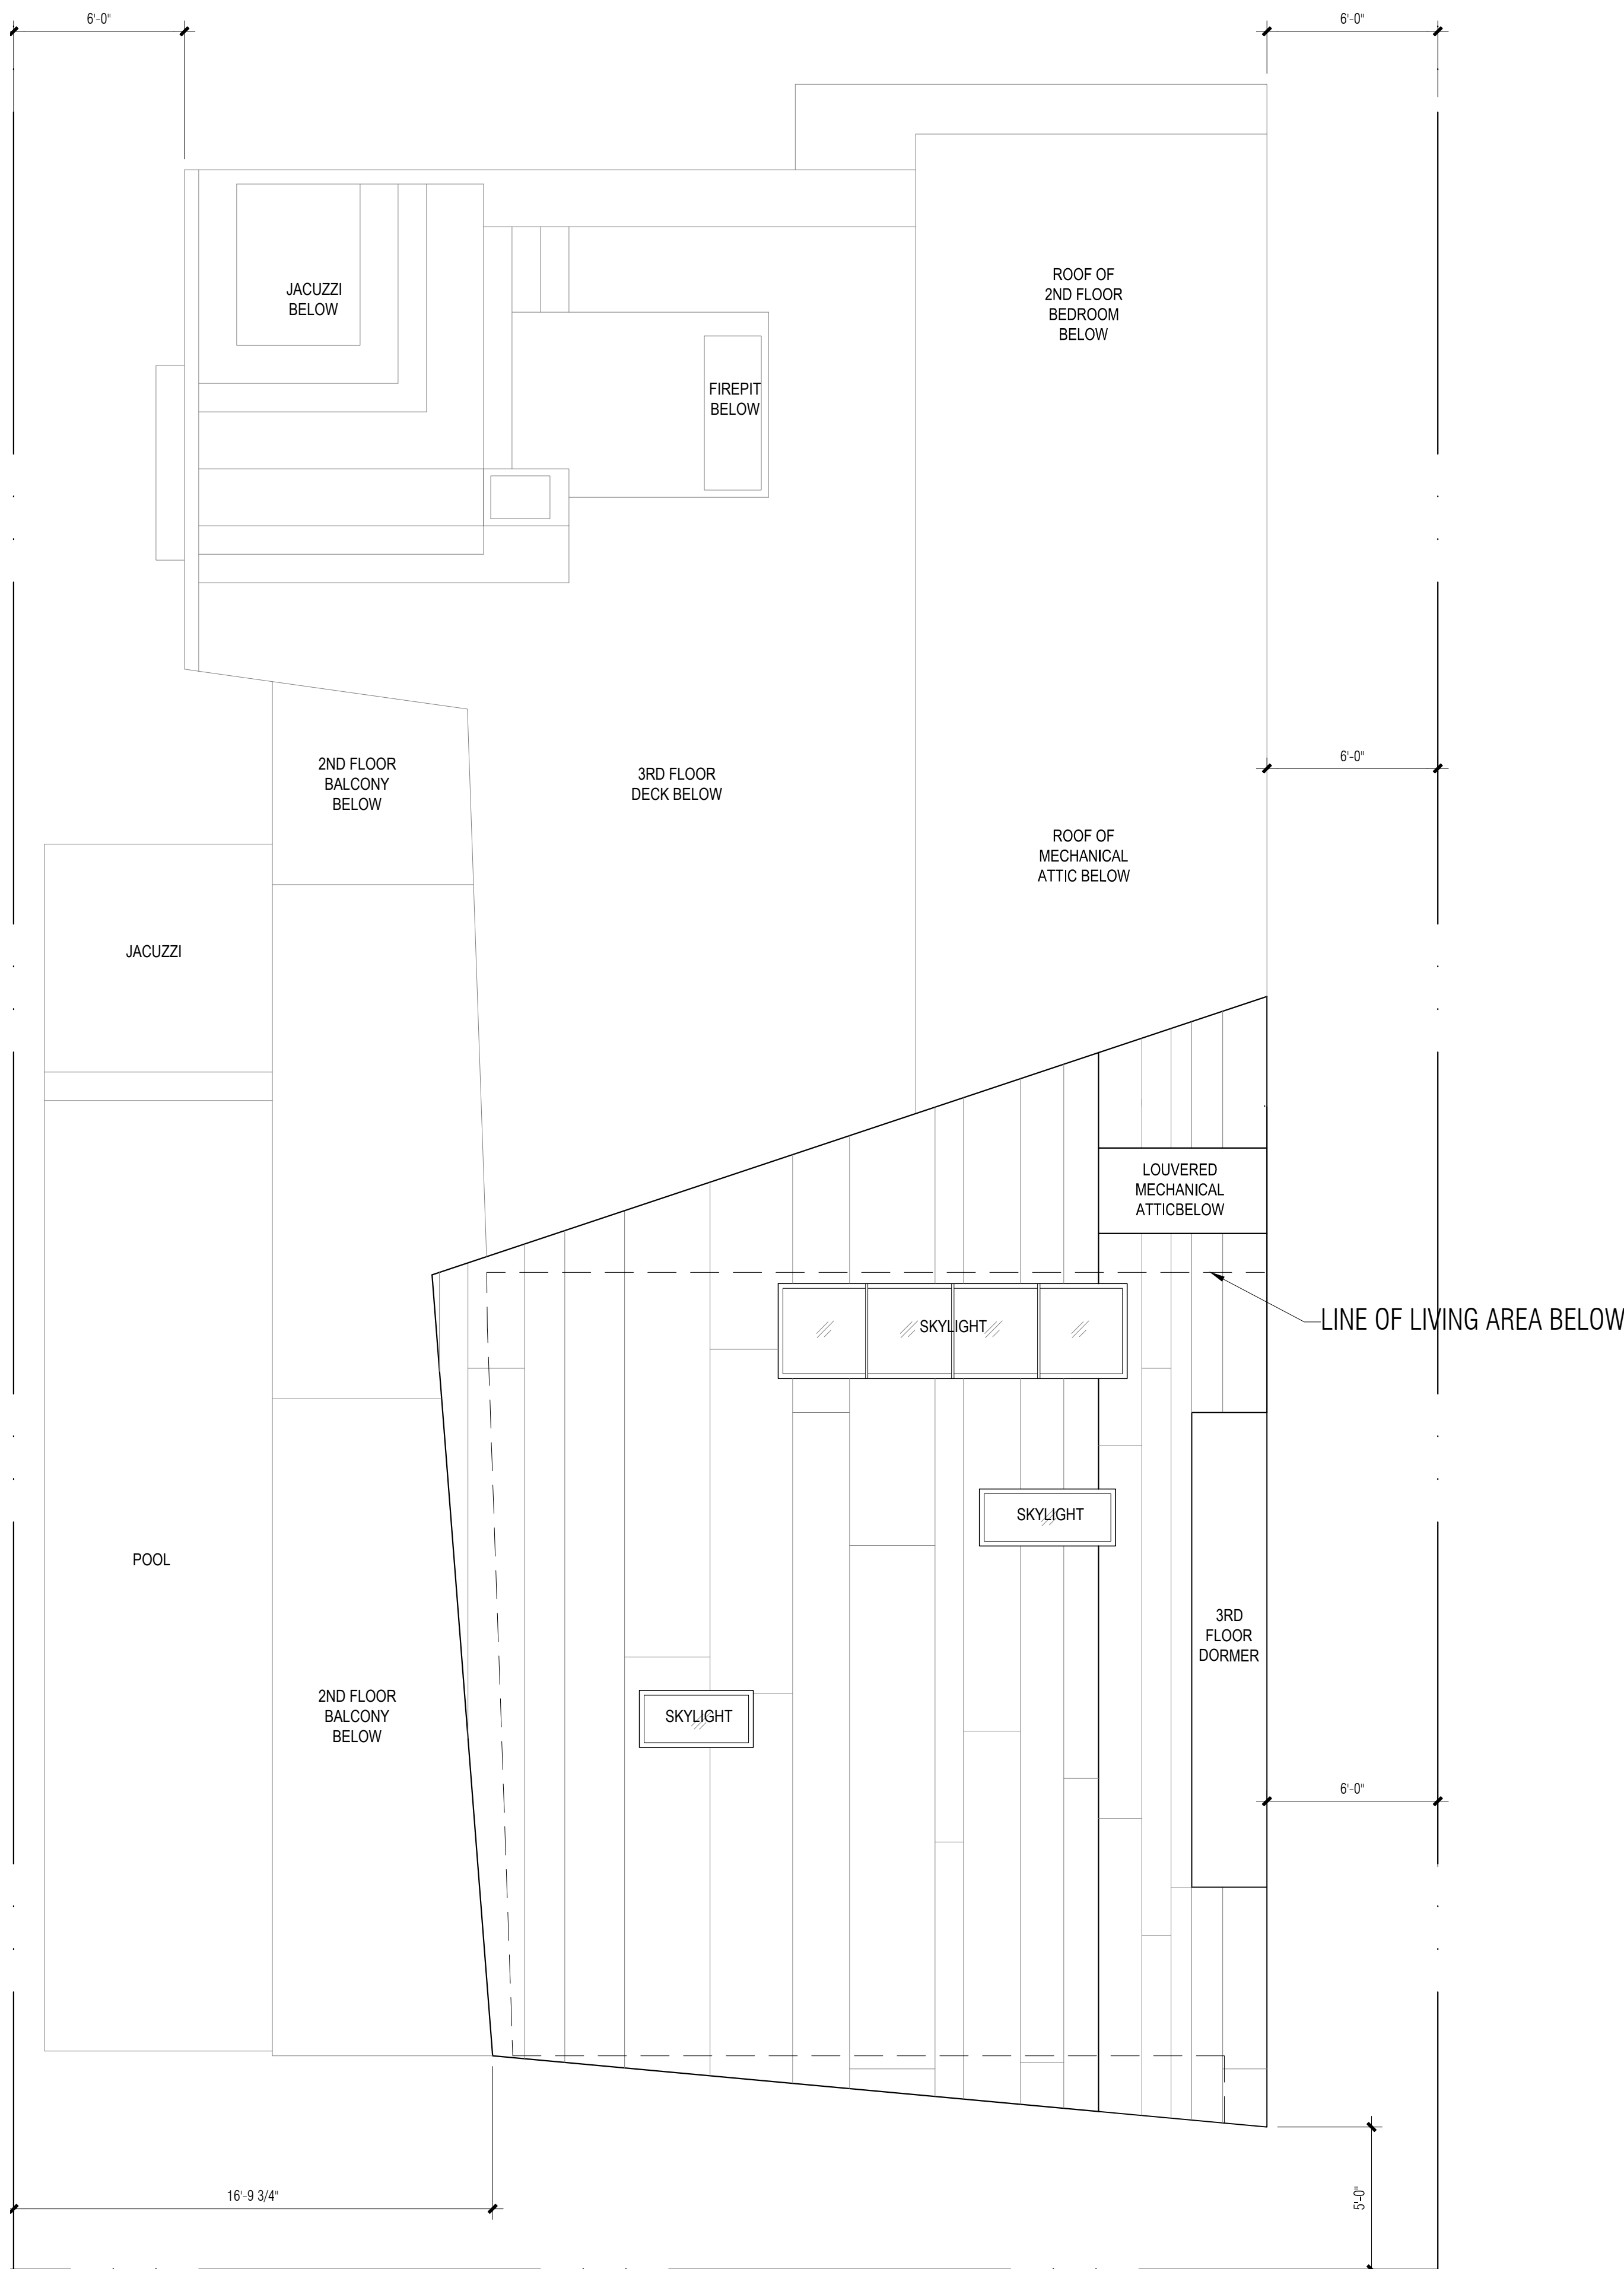 6'-0"
6'-0"
JACUZZI
BELOW
ROOF OF
2ND FLOOR
BEDROOM
BELOW
FIREPIT
BELOW
2ND FLOOR
BALCONY
BELOW
3RD FLOOR
DECK BELOW
6'-0"
ROOF OF
MECHANICAL
ATTIC BELOW
JACUZZI
LOUVERED
MECHANICAL
ATTICBELOW
SKYLIGHT
LINE OF LIVING AREA BELOW
SKYLIGHT
POOL
3RD
FLOOR
DORMER
2ND FLOOR
BALCONY
BELOW
SKYLIGHT
6'-0"
16'-9 3/4"
5'-0"